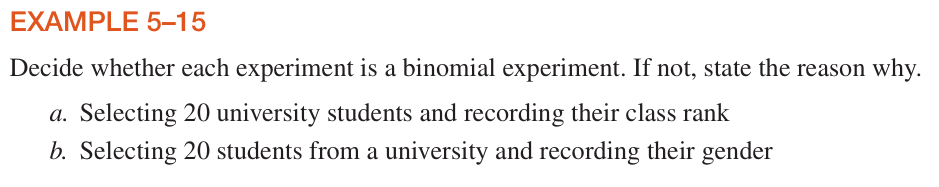 EXAMPLE 5–15
Decide whether each experiment is a binomial experiment. If not, state the reason why.
a. Selecting 20 university students and recording their class rank
b. Selecting 20 students from a university and recording their gender